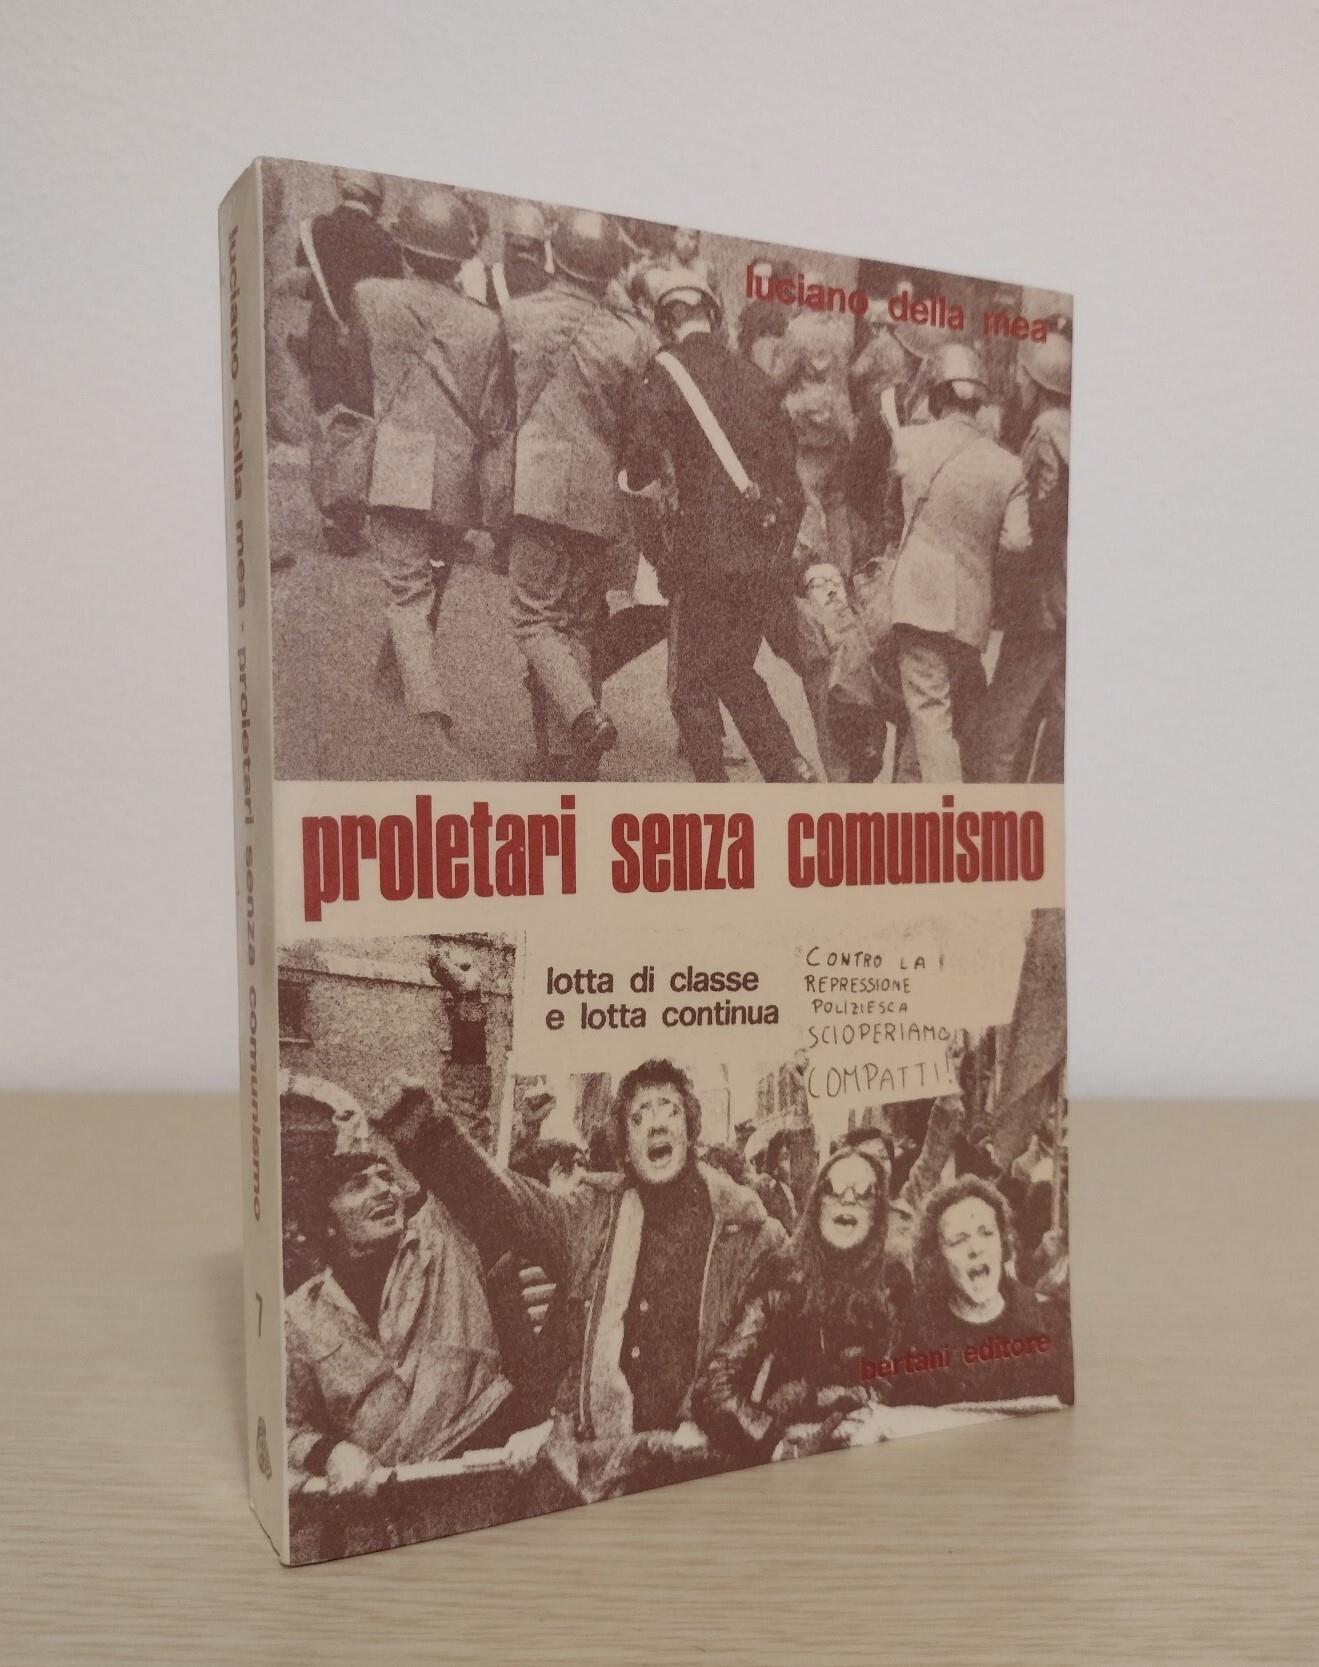 luciano della mea
proletari senza comunismo
lotta di classe
e lotta continua
CONTRO LA
REPRESSIONE
POLIZIESCA
SCIOPERIAMO
COMPATTI!
bertani editore
luciano della mea - proletari senza comunismo 7